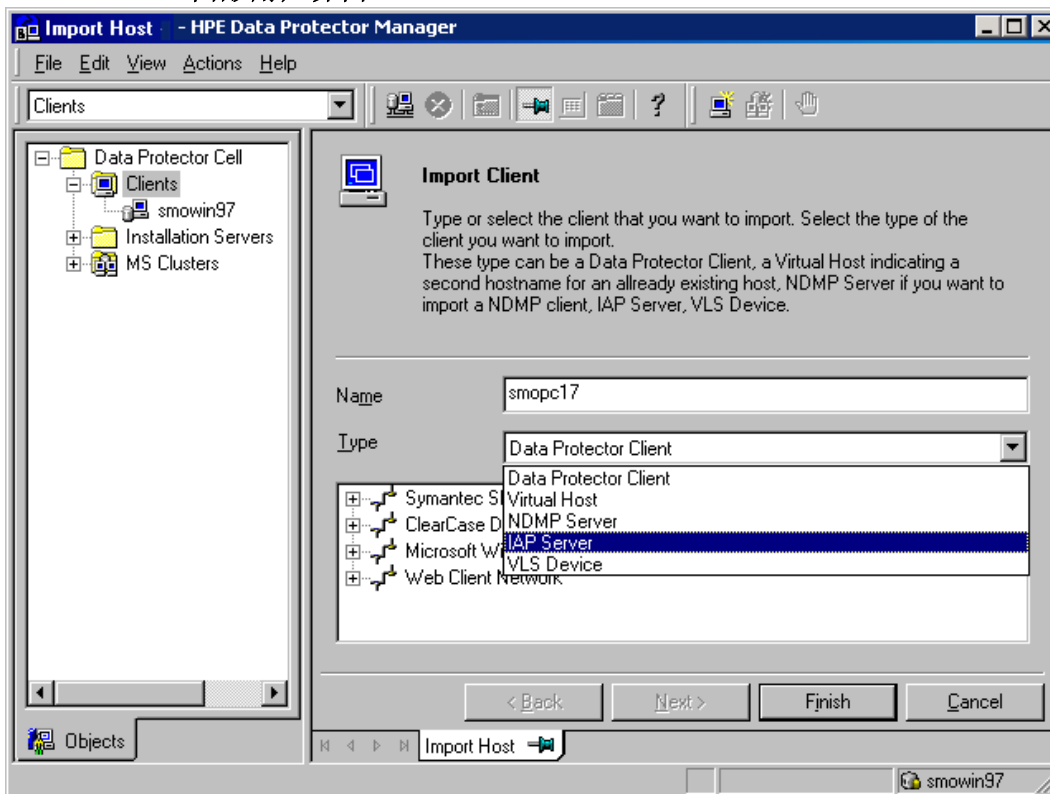 Import Host - HPE Data Protector Manager
File Edit View Actions Help
Clients
Data Protector Cell
Clients
smowin97
Installation Servers
MS Clusters
Import Client
Type or select the client that you want to import. Select the type of the
client you want to import.
These type can be a Data Protector Client, a Virtual Host indicating a
second hostname for an allready existing host, NDMP Server if you want to
import a NDMP client, IAP Server, VLS Device.
Name smopc17
Type Data Protector Client
Data Protector Client
Virtual Host
NDMP Server
IAP Server
VLS Device
Symantec S
ClearCase D
Microsoft Wi
Web Client Network
< Back Next > Finish Cancel
Objects
Import Host
smowin97